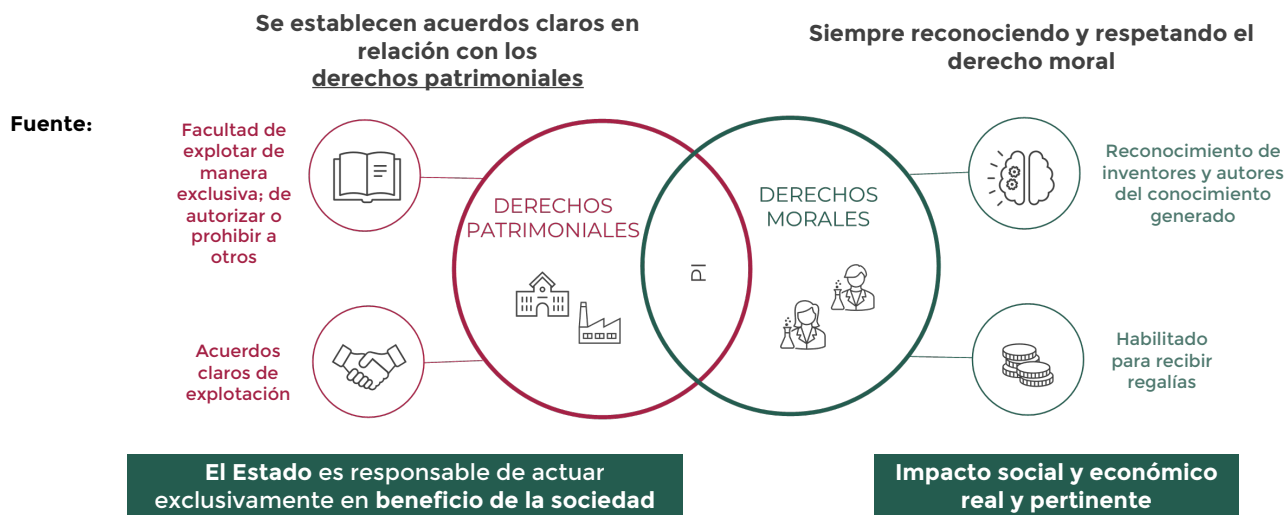 Se establecen acuerdos claros en
relación con los
derechos patrimoniales
Siempre reconociendo y respetando el
derecho moral
Fuente:
Facultad de
explotar de
manera
exclusiva; de
autorizar o
prohibir a
otros
Acuerdos
claros de
explotación
DERECHOS
PATRIMONIALES
PI
DERECHOS
MORALES
Reconocimiento de
inventores y autores
del conocimiento
generado
Habilitado
para recibir
regalías
El Estado es responsable de actuar
exclusivamente en beneficio de la sociedad
Impacto social y económico
real y pertinente